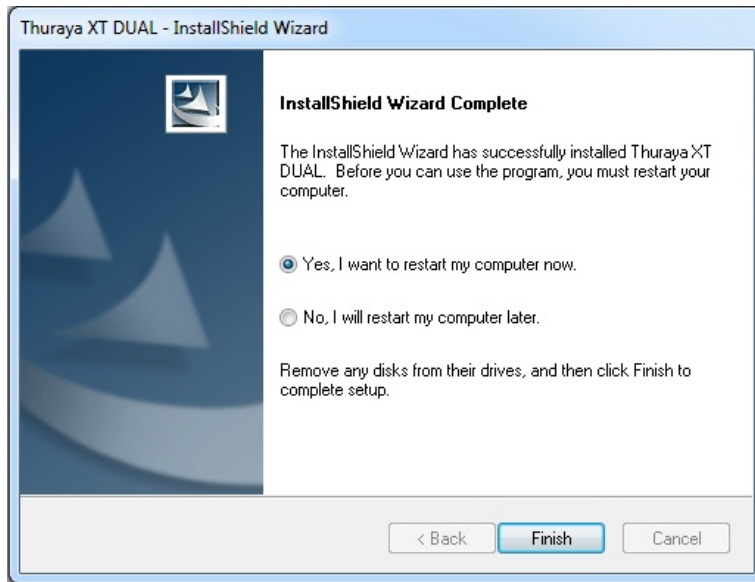 Thuraya XT DUAL - InstallShield Wizard
InstallShield Wizard Complete
The InstallShield Wizard has successfully installed Thuraya XT
DUAL.  Before you can use the program, you must restart your
computer.
Yes, I want to restart my computer now.
No, I will restart my computer later.
Remove any disks from their drives, and then click Finish to
complete setup.
< Back
Finish
Cancel